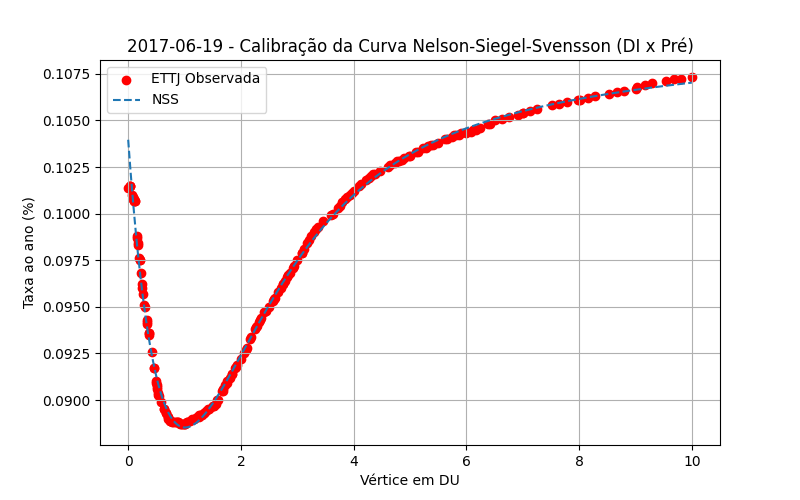 2017-06-19 - Calibração da Curva Nelson-Siegel-Svensson (DI x Pré)
0.1075
0.1050
0.1025
0.1000
0.0975
0.0950
0.0925
0.0900
Taxa ao ano (%)
ETTJ Observada
NSS
0 2 4 6 8 10
Vértice em DU